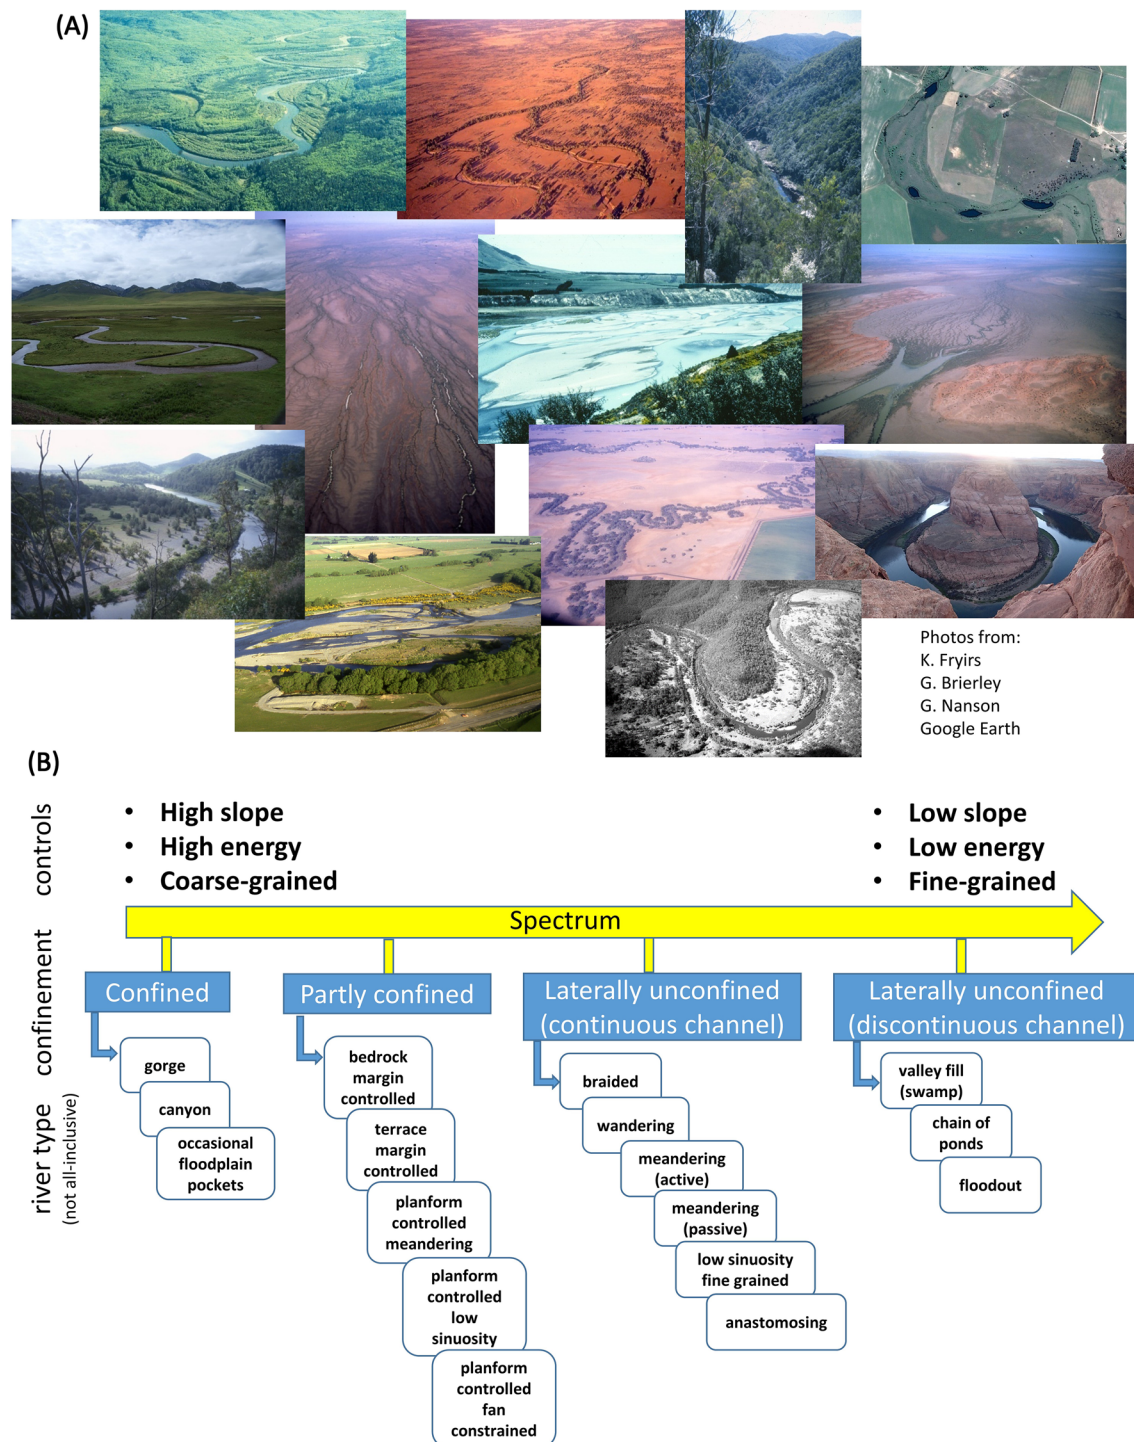 (A)
Photos from:
K. Fryirs
G. Brierley
G. Nanson
Google Earth
(B)
controls
• High slope
• High energy
• Coarse-grained
• Low slope
• Low energy
• Fine-grained
Spectrum
confinement
Confined
Partly confined
Laterally unconfined
(continuous channel)
Laterally unconfined
(discontinuous channel)
river type
(not all-inclusive)
gorge
canyon
occasional
floodplain
pockets
bedrock
margin
controlled
terrace
margin
controlled
planform
controlled
meandering
planform
controlled
low
sinuosity
planform
controlled
fan
constrained
braided
wandering
meandering
(active)
meandering
(passive)
low sinuosity
fine grained
anastomosing
valley fill
(swamp)
chain of
ponds
floodout